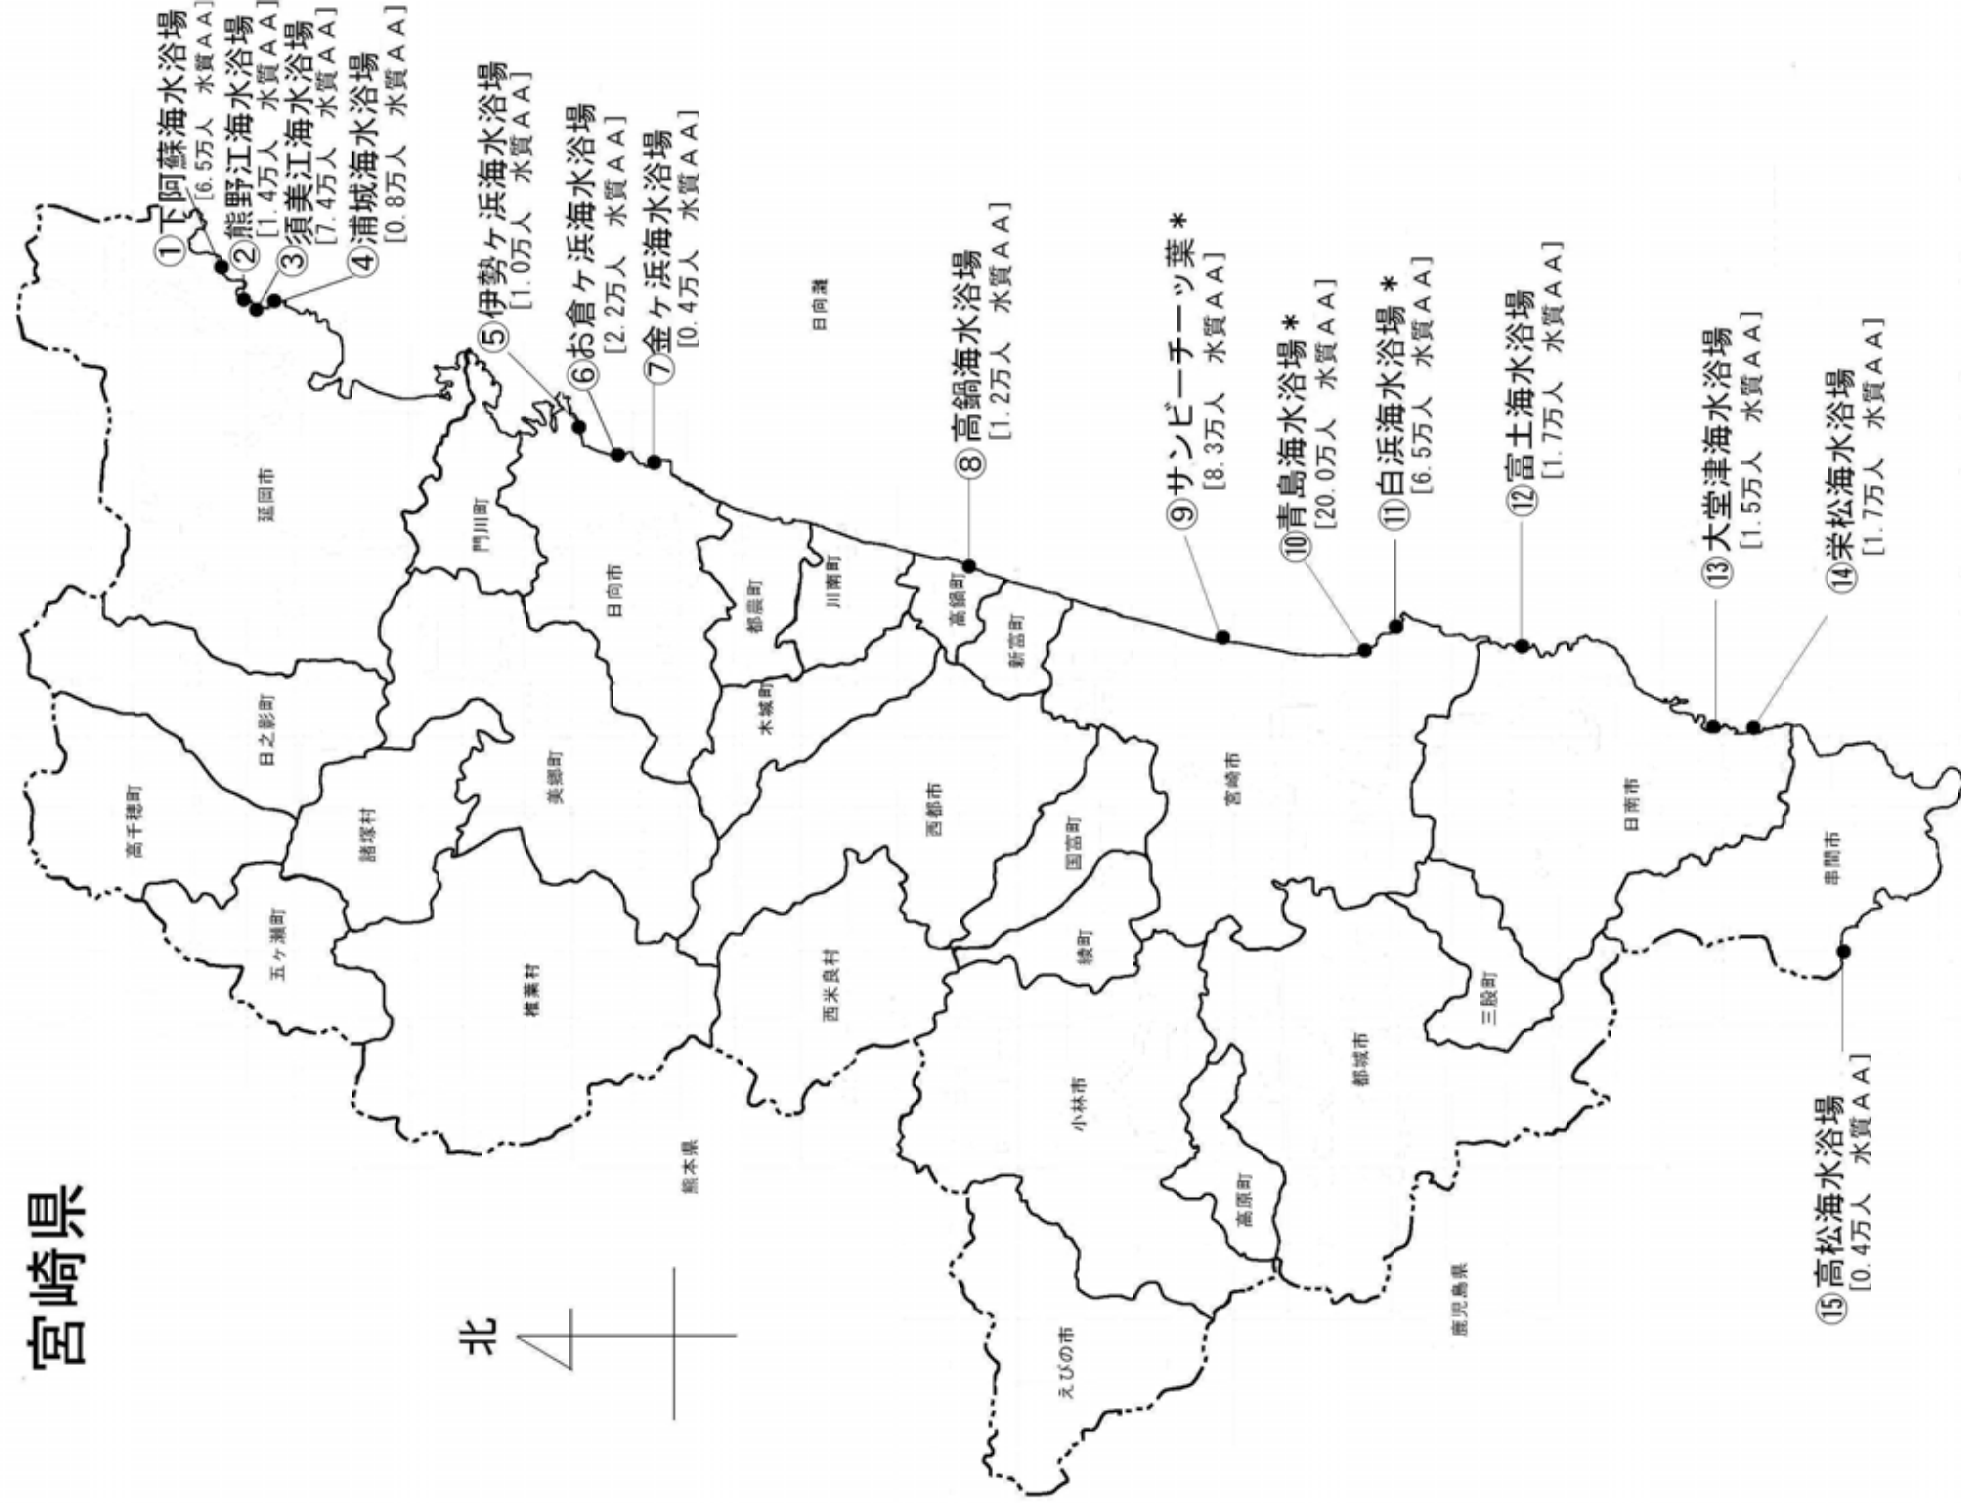 宮崎県
北
①下阿蘇海水浴場
[6.5万人 水質AA]
②熊野江海水浴場
[1.4万人 水質AA]
③須美江海水浴場
[7.4万人 水質AA]
④浦城海水浴場
[0.8万人 水質AA]
⑤伊勢ヶ浜海水浴場
[1.0万人 水質AA]
⑥お倉ヶ浜海水浴場
[2.2万人 水質AA]
⑦金ヶ浜海水浴場
[0.4万人 水質AA]
⑧高鍋海水浴場
[1.2万人 水質AA]
⑨サンビーチ一ツ葉*
[8.3万人 水質AA]
⑩青島海水浴場*
[20.0万人 水質AA]
⑪白浜海水浴場*
[6.5万人 水質AA]
⑫富土海水浴場
[1.7万人 水質AA]
⑬大堂津海水浴場
[1.5万人 水質AA]
⑭栄松海水浴場
[1.7万人 水質AA]
⑮高松海水浴場
[0.4万人 水質AA]
高千穂町
日之影町
延岡市
五ヶ瀬町
諸塚村
門川町
椎葉村
美郷町
日向市
日向灘
熊本県
木城町
都農町
川南町
西米良村
西都市
高鍋町
新富町
えびの市
小林市
綾町
国富町
高原町
宮崎市
都城市
鹿児島県
三股町
日南市
串間市